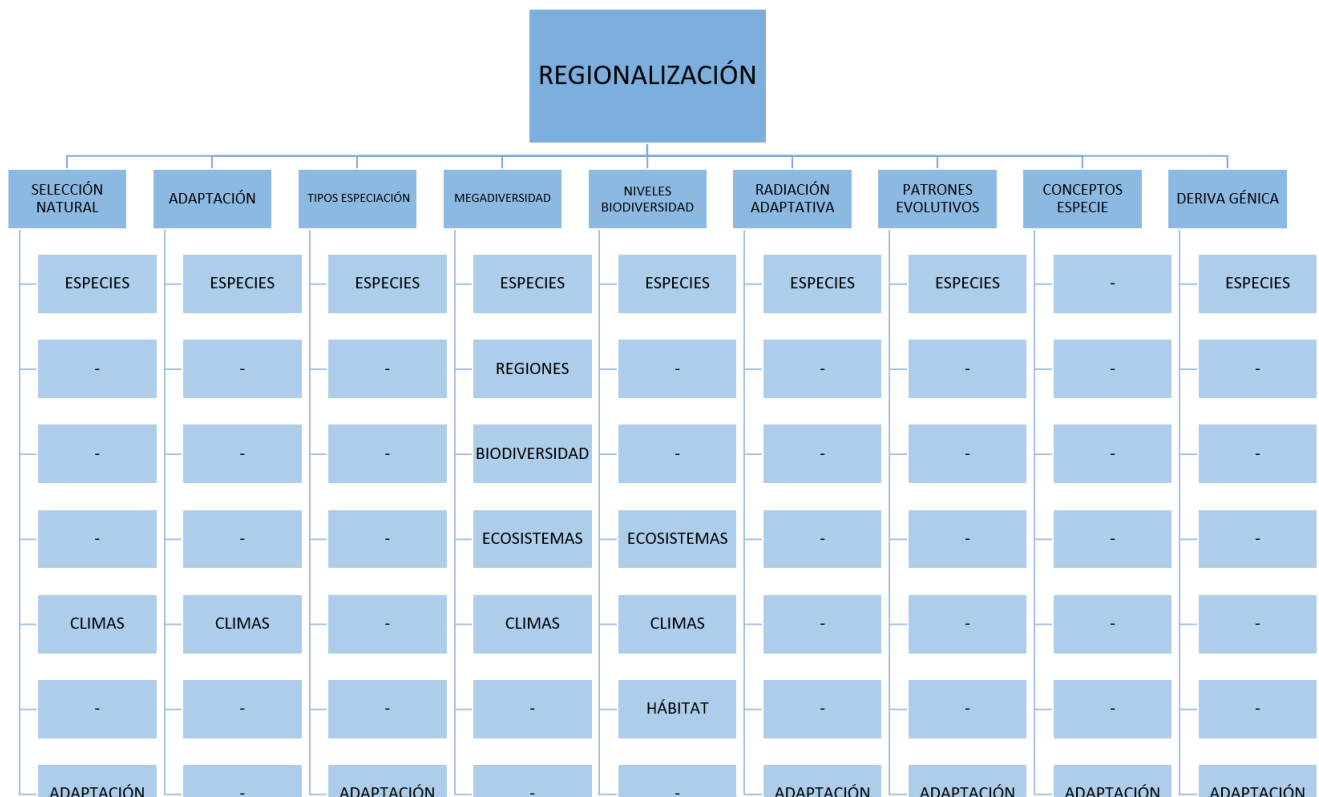 REGIONALIZACIÓN
SELECCIÓN
NATURAL
ADAPTACIÓN
TIPOS ESPECIACIÓN
MEGADIVERSIDAD
NIVELES
BIODIVERSIDAD
RADIACIÓN
ADAPTATIVA
PATRONES
EVOLUTIVOS
CONCEPTOS
ESPECIE
DERIVA GÉNICA
ESPECIES
ESPECIES
ESPECIES
ESPECIES
ESPECIES
ESPECIES
ESPECIES
-
ESPECIES
-
-
-
REGIONES
-
-
-
-
-
-
-
-
BIODIVERSIDAD
-
-
-
-
-
-
-
-
ECOSISTEMAS
ECOSISTEMAS
-
-
-
-
CLIMAS
CLIMAS
-
CLIMAS
CLIMAS
-
-
-
-
-
-
-
-
HÁBITAT
-
-
-
-
ADAPTACIÓN
-
ADAPTACIÓN
-
-
ADAPTACIÓN
ADAPTACIÓN
ADAPTACIÓN
ADAPTACIÓN